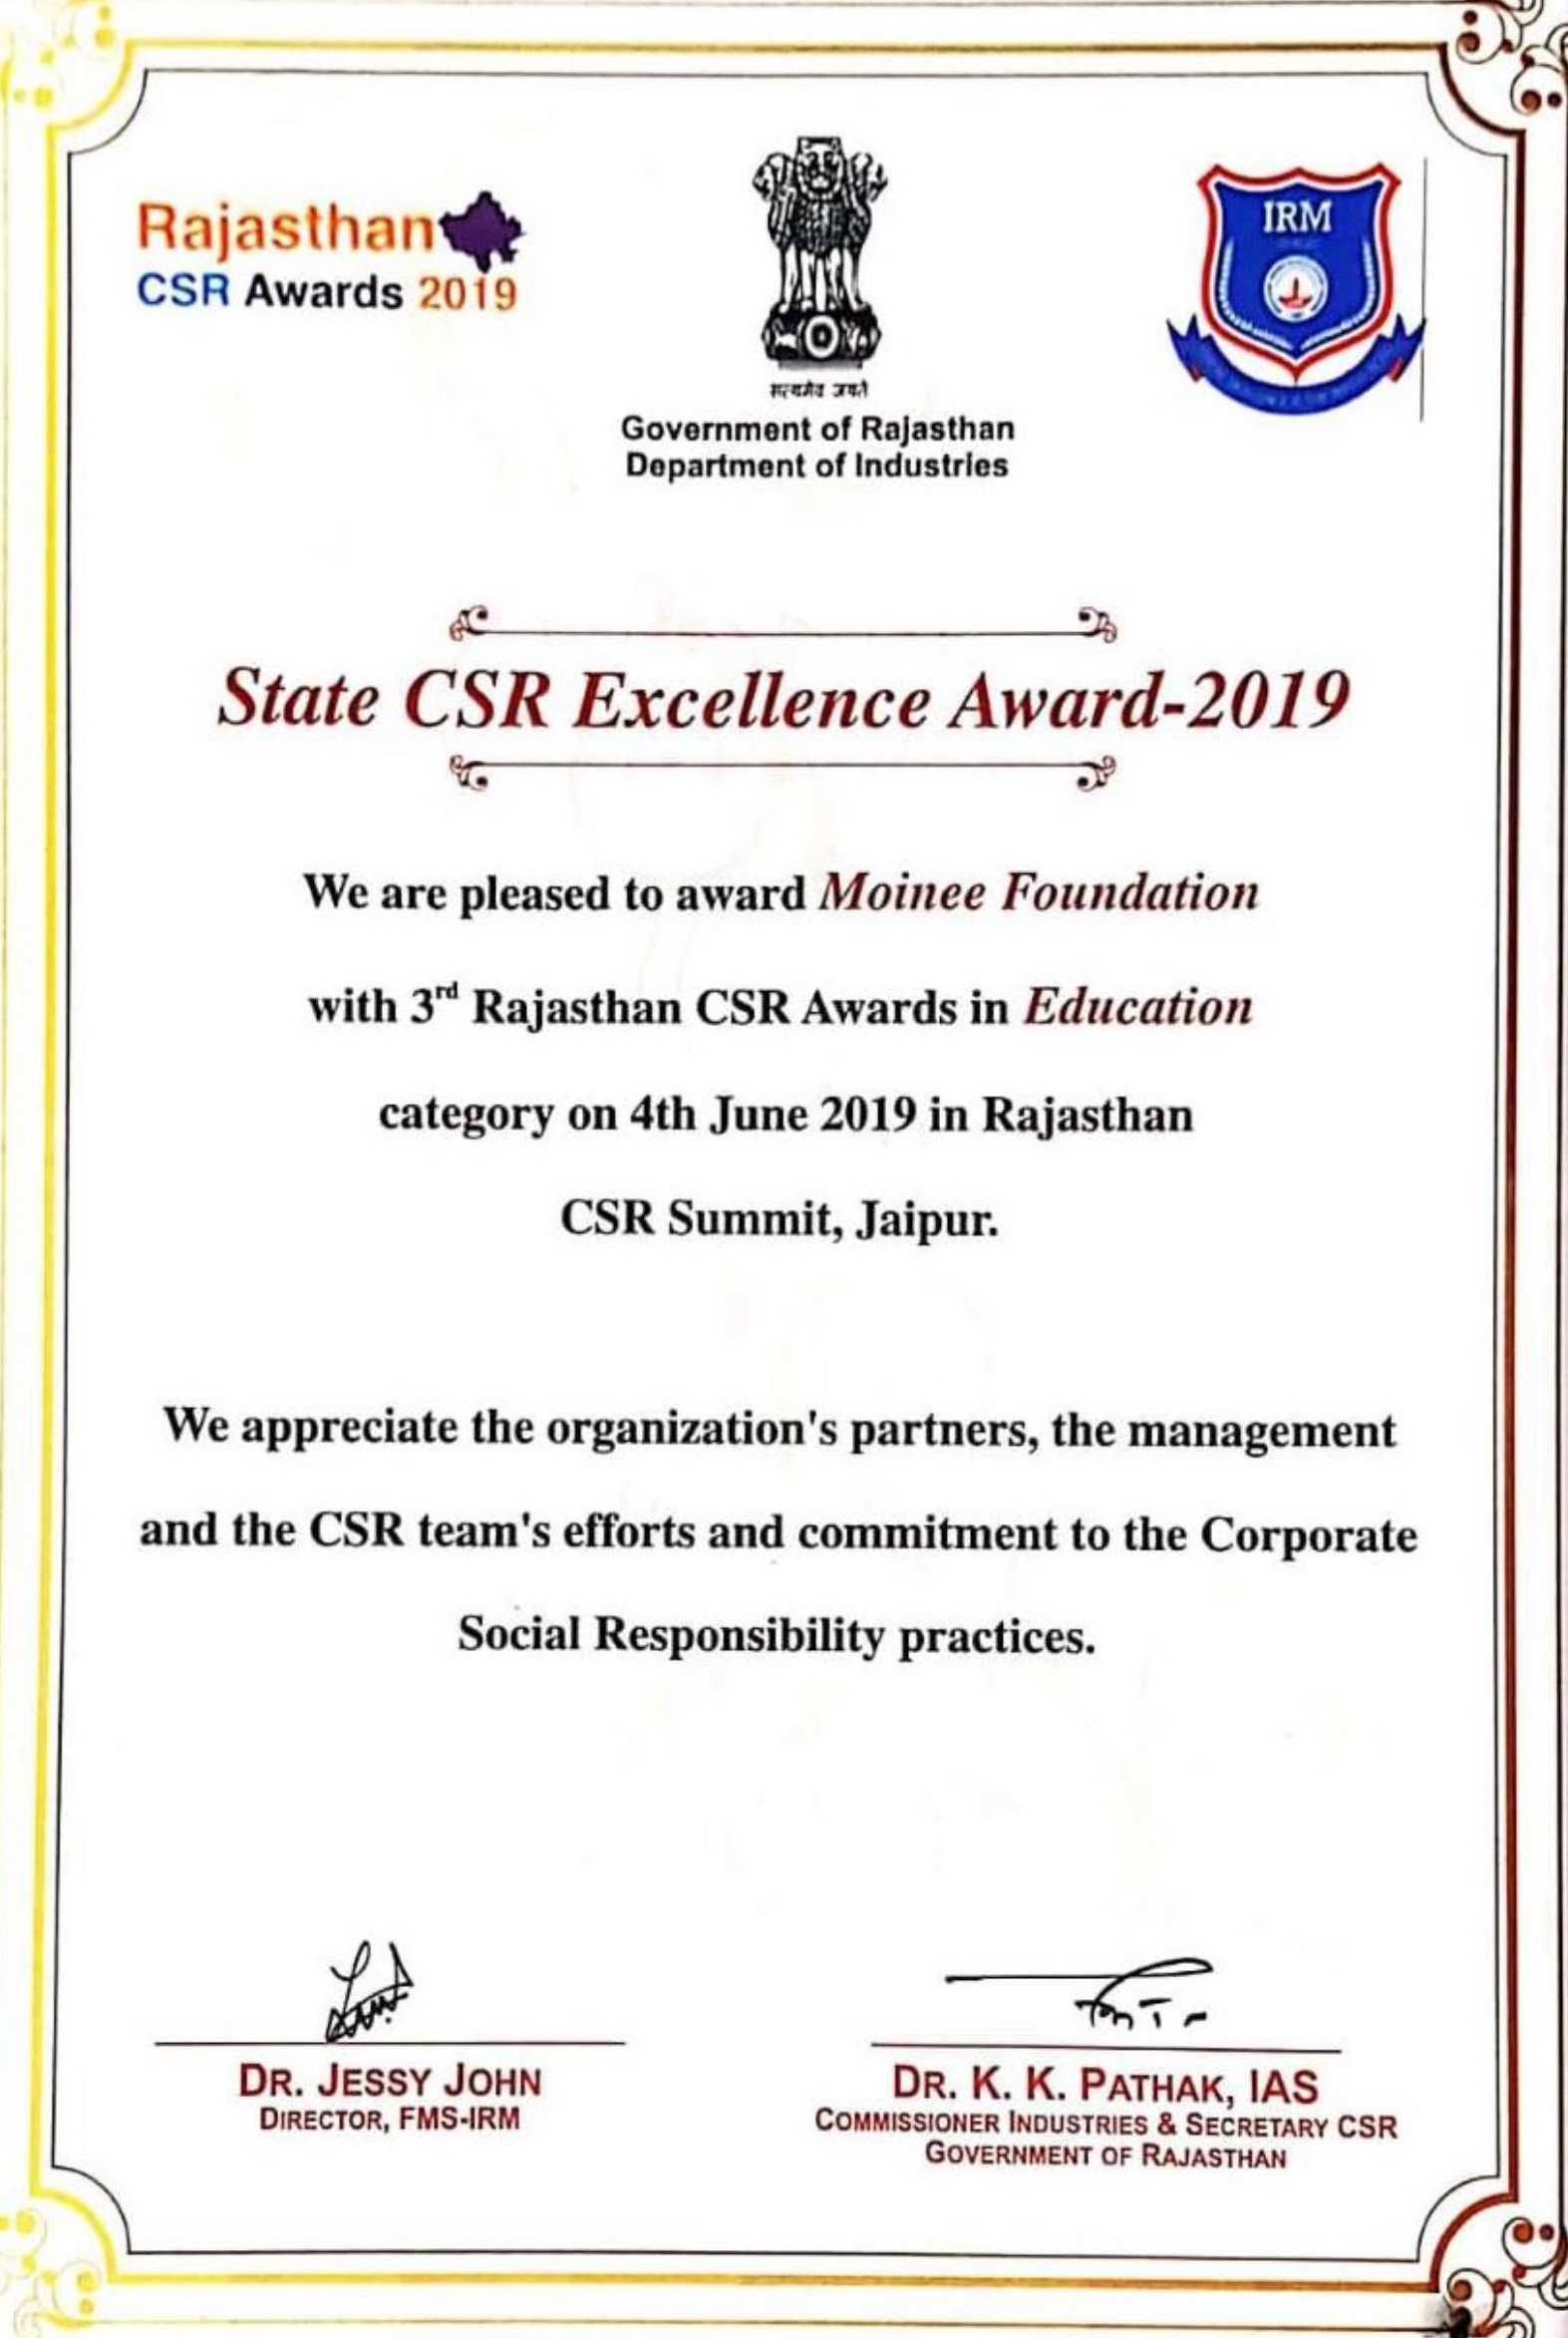 Rajasthan
CSR Awards 2019
IRM
सत्यमेव जयते
Government of Rajasthan
Department of Industries
State CSR Excellence Award-2019
We are pleased to award Moinee Foundation
with 3rd Rajasthan CSR Awards in Education
category on 4th June 2019 in Rajasthan
CSR Summit, Jaipur.
We appreciate the organization's partners, the management
and the CSR team's efforts and commitment to the Corporate
Social Responsibility practices.
DR. JESSY JOHN
DIRECTOR, FMS-IRM
DR. K. K. PATHAK, IAS
COMMISSIONER INDUSTRIES & SECRETARY CSR
GOVERNMENT OF RAJASTHAN